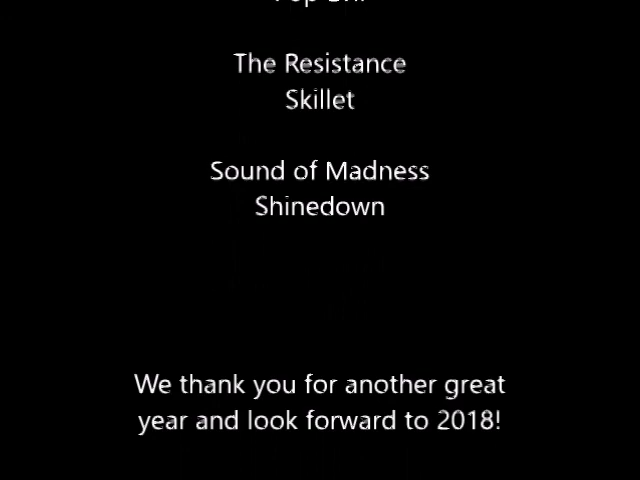 The Resistance
Skillet
Sound of Madness
Shinedown
We thank you for another great
year and look forward to 2018!